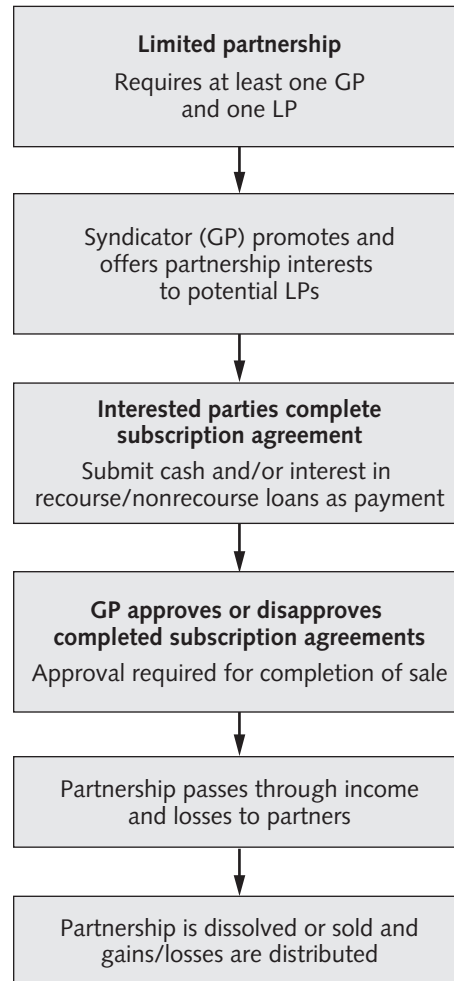 Limited partnership
Requires at least one GP
and one LP
Syndicator (GP) promotes and
offers partnership interests
to potential LPs
Interested parties complete
subscription agreement
Submit cash and/or interest in
recourse/nonrecourse loans as payment
GP approves or disapproves
completed subscription agreements
Approval required for completion of sale
Partnership passes through income
and losses to partners
Partnership is dissolved or sold and
gains/losses are distributed